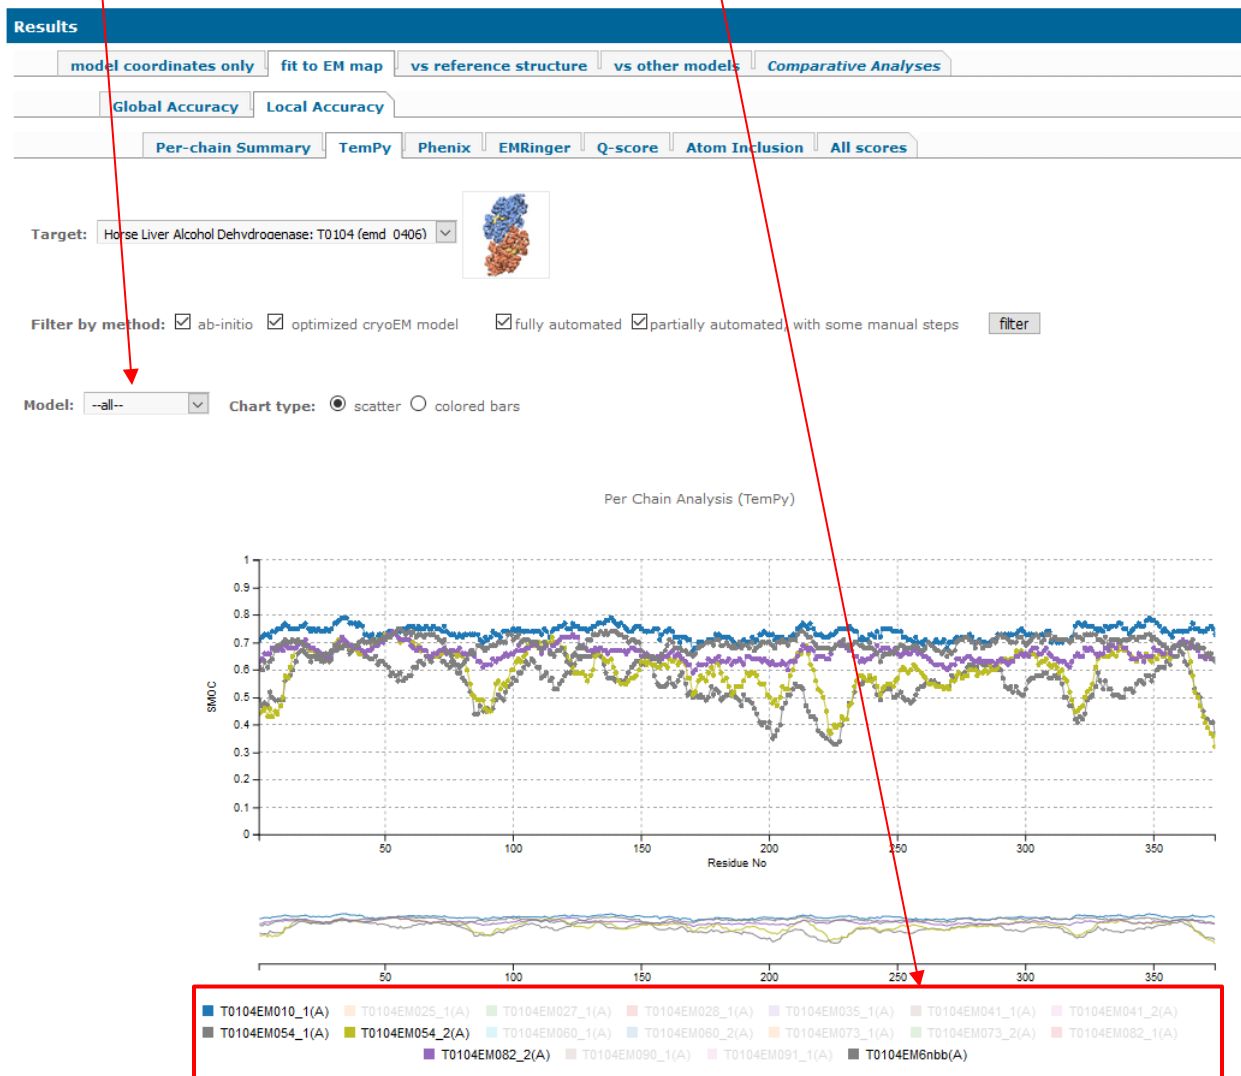 Results
model coordinates only fit to EM map vs reference structure vs other models Comparative Analyses
Global Accuracy Local Accuracy
Per-chain Summary TemPy Phenix EMRinger Q-score Atom Inclusion All scores
Target: Horse Liver Alcohol Dehydrogenase: T0104 (emd_0406)
Filter by method: ab-initio optimized cryoEM model fully automated partially automated, with some manual steps filter
Model: --all-- Chart type: scatter colored bars
Per Chain Analysis (TemPy)
1
0.9
0.8
0.7
0.6
0.5
0.4
0.3
0.2
0.1
0
SMOC
50 100 150 200 250 300 350
Residue No
50 100 150 200 250 300 350
T0104EM010_1(A) T0104EM025_1(A) T0104EM027_1(A) T0104EM028_1(A) T0104EM035_1(A) T0104EM041_1(A) T0104EM041_2(A)
T0104EM054_1(A) T0104EM054_2(A) T0104EM060_1(A) T0104EM060_2(A) T0104EM073_1(A) T0104EM073_2(A) T0104EM082_1(A)
T0104EM082_2(A) T0104EM090_1(A) T0104EM091_1(A) T0104EM6nbb(A)